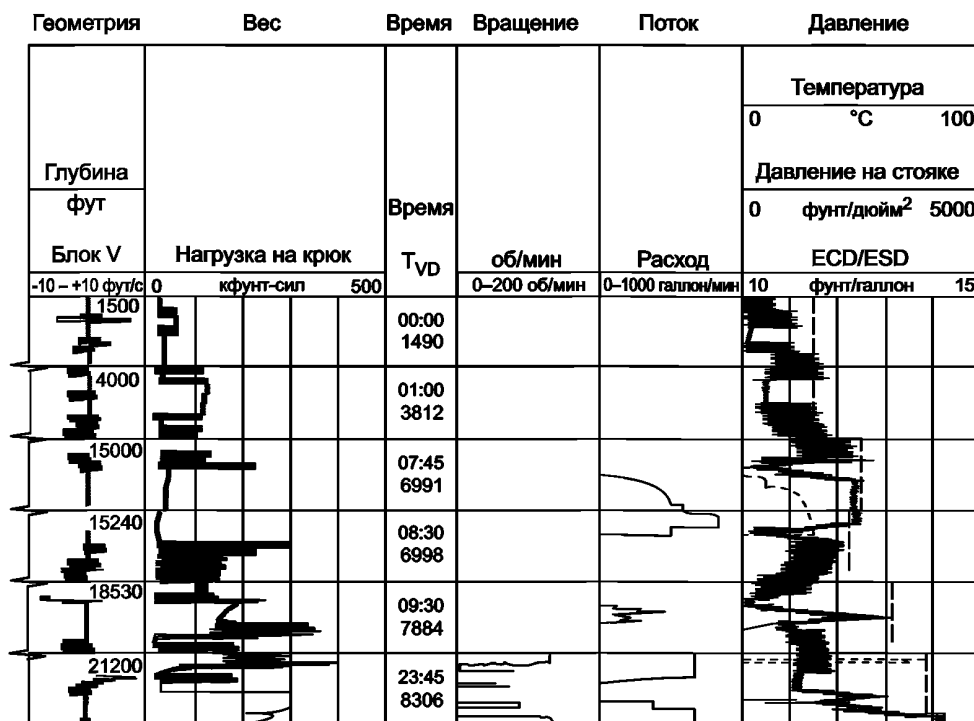 Геометрия Вес Время Вращение Поток Давление
Температура
0 °C 100
Глубина Давление на стояке
фут Время 0 фунт/дюйм² 5000
Блок V Нагрузка на крюк T_VD об/мин Расход ECD/ESD
-10 – +10 фут/с 0 кфунт-сил 500 0–200 об/мин 0–1000 галлон/мин 10 фунт/галлон 15
1500 00:00
1490
4000 01:00
3812
15000 07:45
6991
15240 08:30
6998
18530 09:30
7884
21200 23:45
8306